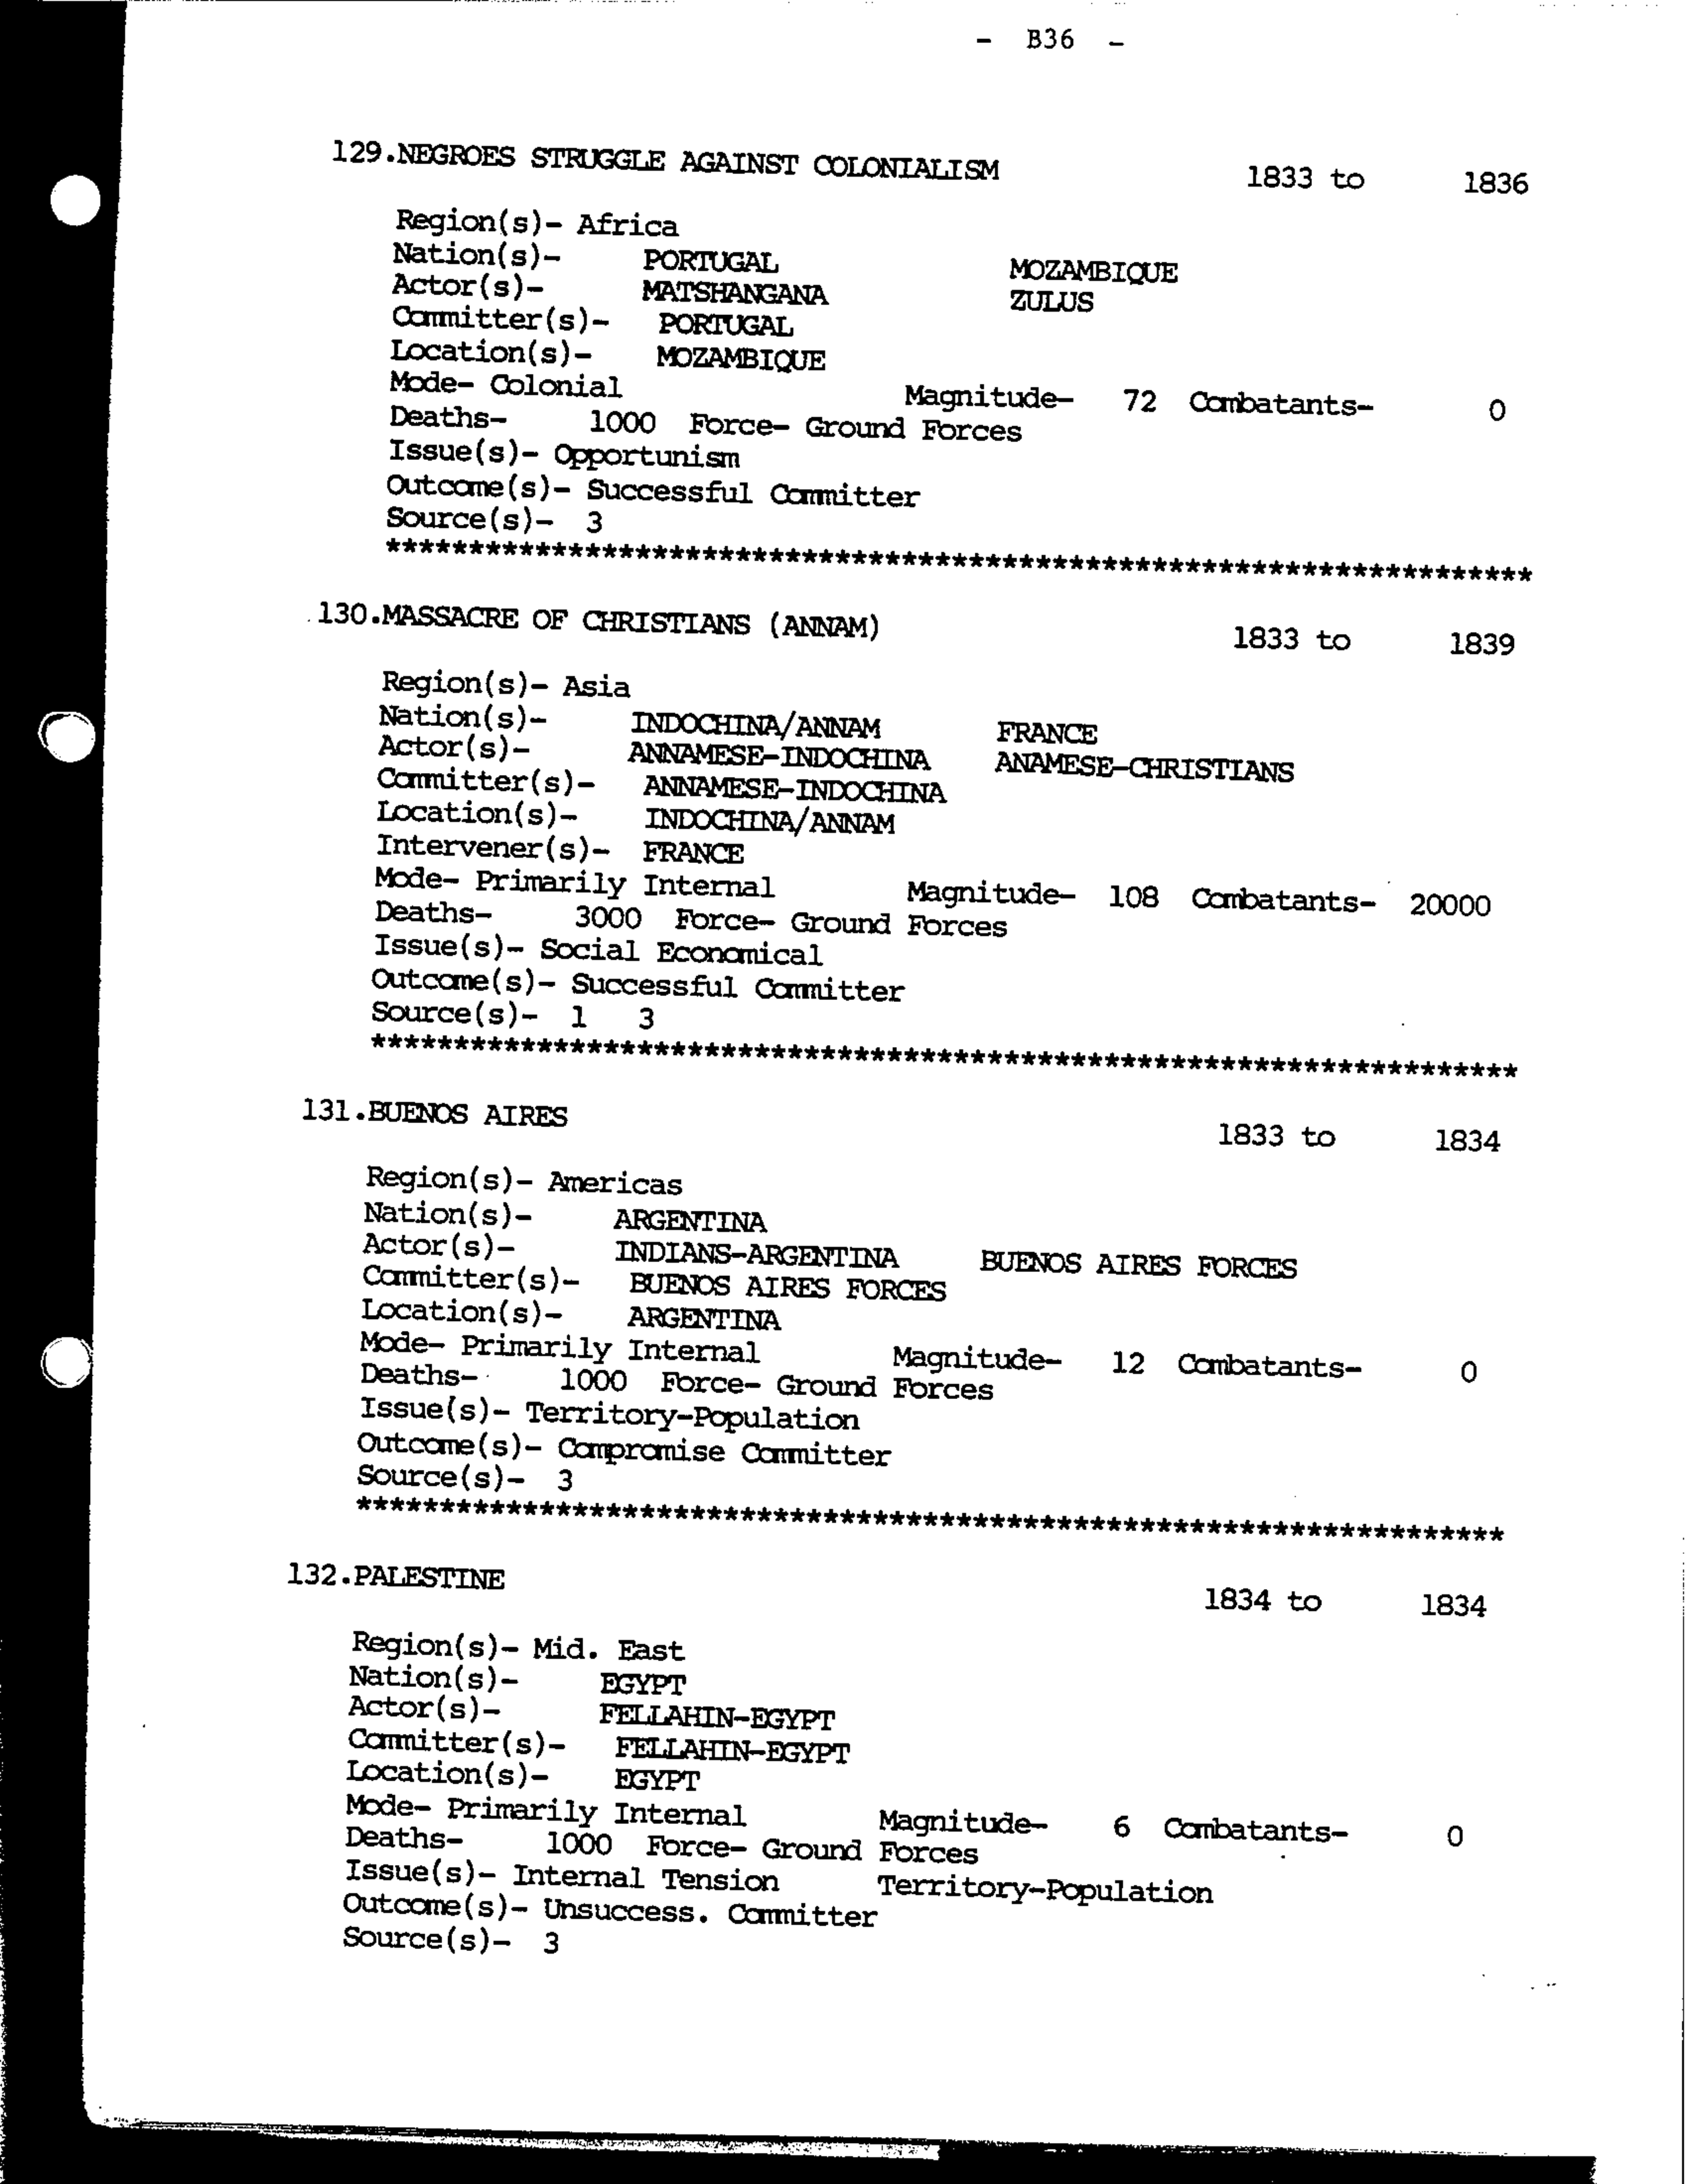 - B36 -
129.NEGROES STRUGGLE AGAINST COLONIALISM 1833 to 1836
Region(s)- Africa
Nation(s)- PORTUGAL MOZAMBIQUE
Actor(s)- MATSHANGANA ZULUS
Committer(s)- PORTUGAL
Location(s)- MOZAMBIQUE
Mode- Colonial Magnitude- 72 Combatants- 0
Deaths- 1000 Force- Ground Forces
Issue(s)- Opportunism
Outcome(s)- Successful Committer
Source(s)- 3
*********************************************************************
130.MASSACRE OF CHRISTIANS (ANNAM) 1833 to 1839
Region(s)- Asia
Nation(s)- INDOCHINA/ANNAM FRANCE
Actor(s)- ANNAMESE-INDOCHINA ANAMESE-CHRISTIANS
Committer(s)- ANNAMESE-INDOCHINA
Location(s)- INDOCHINA/ANNAM
Intervener(s)- FRANCE
Mode- Primarily Internal Magnitude- 108 Combatants- 20000
Deaths- 3000 Force- Ground Forces
Issue(s)- Social Economical
Outcome(s)- Successful Committer
Source(s)- 1 3
*********************************************************************
131.BUENOS AIRES 1833 to 1834
Region(s)- Americas
Nation(s)- ARGENTINA
Actor(s)- INDIANS-ARGENTINA BUENOS AIRES FORCES
Committer(s)- BUENOS AIRES FORCES
Location(s)- ARGENTINA
Mode- Primarily Internal Magnitude- 12 Combatants- 0
Deaths- 1000 Force- Ground Forces
Issue(s)- Territory-Population
Outcome(s)- Compromise Committer
Source(s)- 3
*********************************************************************
132.PALESTINE 1834 to 1834
Region(s)- Mid. East
Nation(s)- EGYPT
Actor(s)- FELLAHIN-EGYPT
Committer(s)- FELLAHIN-EGYPT
Location(s)- EGYPT
Mode- Primarily Internal Magnitude- 6 Combatants- 0
Deaths- 1000 Force- Ground Forces
Issue(s)- Internal Tension Territory-Population
Outcome(s)- Unsuccess. Committer
Source(s)- 3